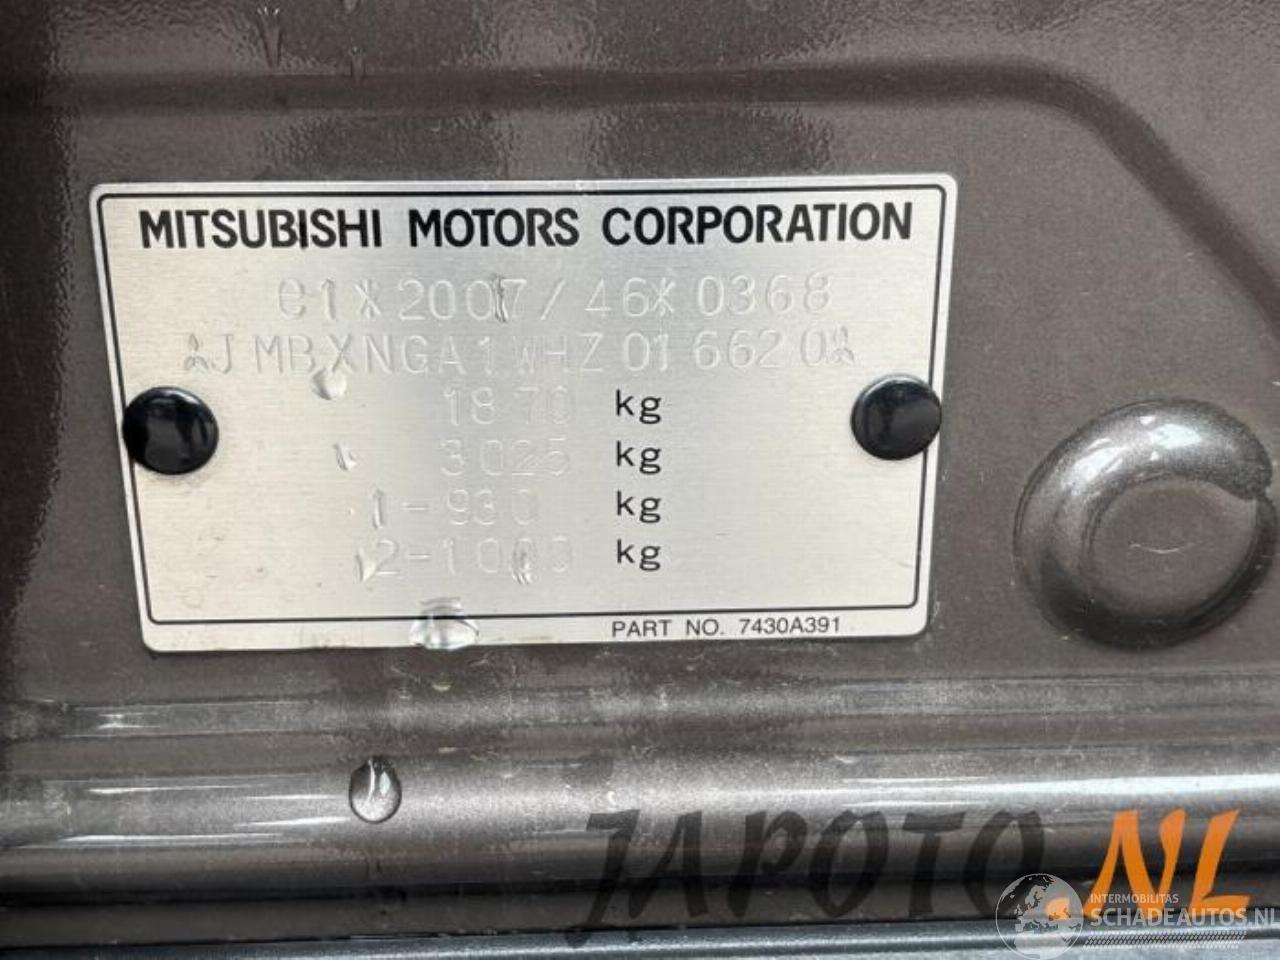 MITSUBISHI MOTORS CORPORATION
e1*2007/46*0368
JMBXNGA1WHZ016620
1870 kg
3025 kg
1-930 kg
2-1000 kg
PART NO. 7430A391
JAPOTO.NL
INTERMOBILITAS
SCHADEAUTOS.NL